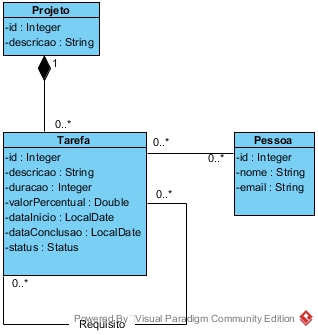 Projeto
-id : Integer
-descricao : String
1
0..*
Tarefa
-id : Integer
-descricao : String
-duracao : Integer
-valorPercentual : Double
-dataInicio : LocalDate
-dataConclusao : LocalDate
-status : Status
0..*
0..*
Pessoa
-id : Integer
-nome : String
-email : String
0..*
0..*
Requisito
Powered By Visual Paradigm Community Edition